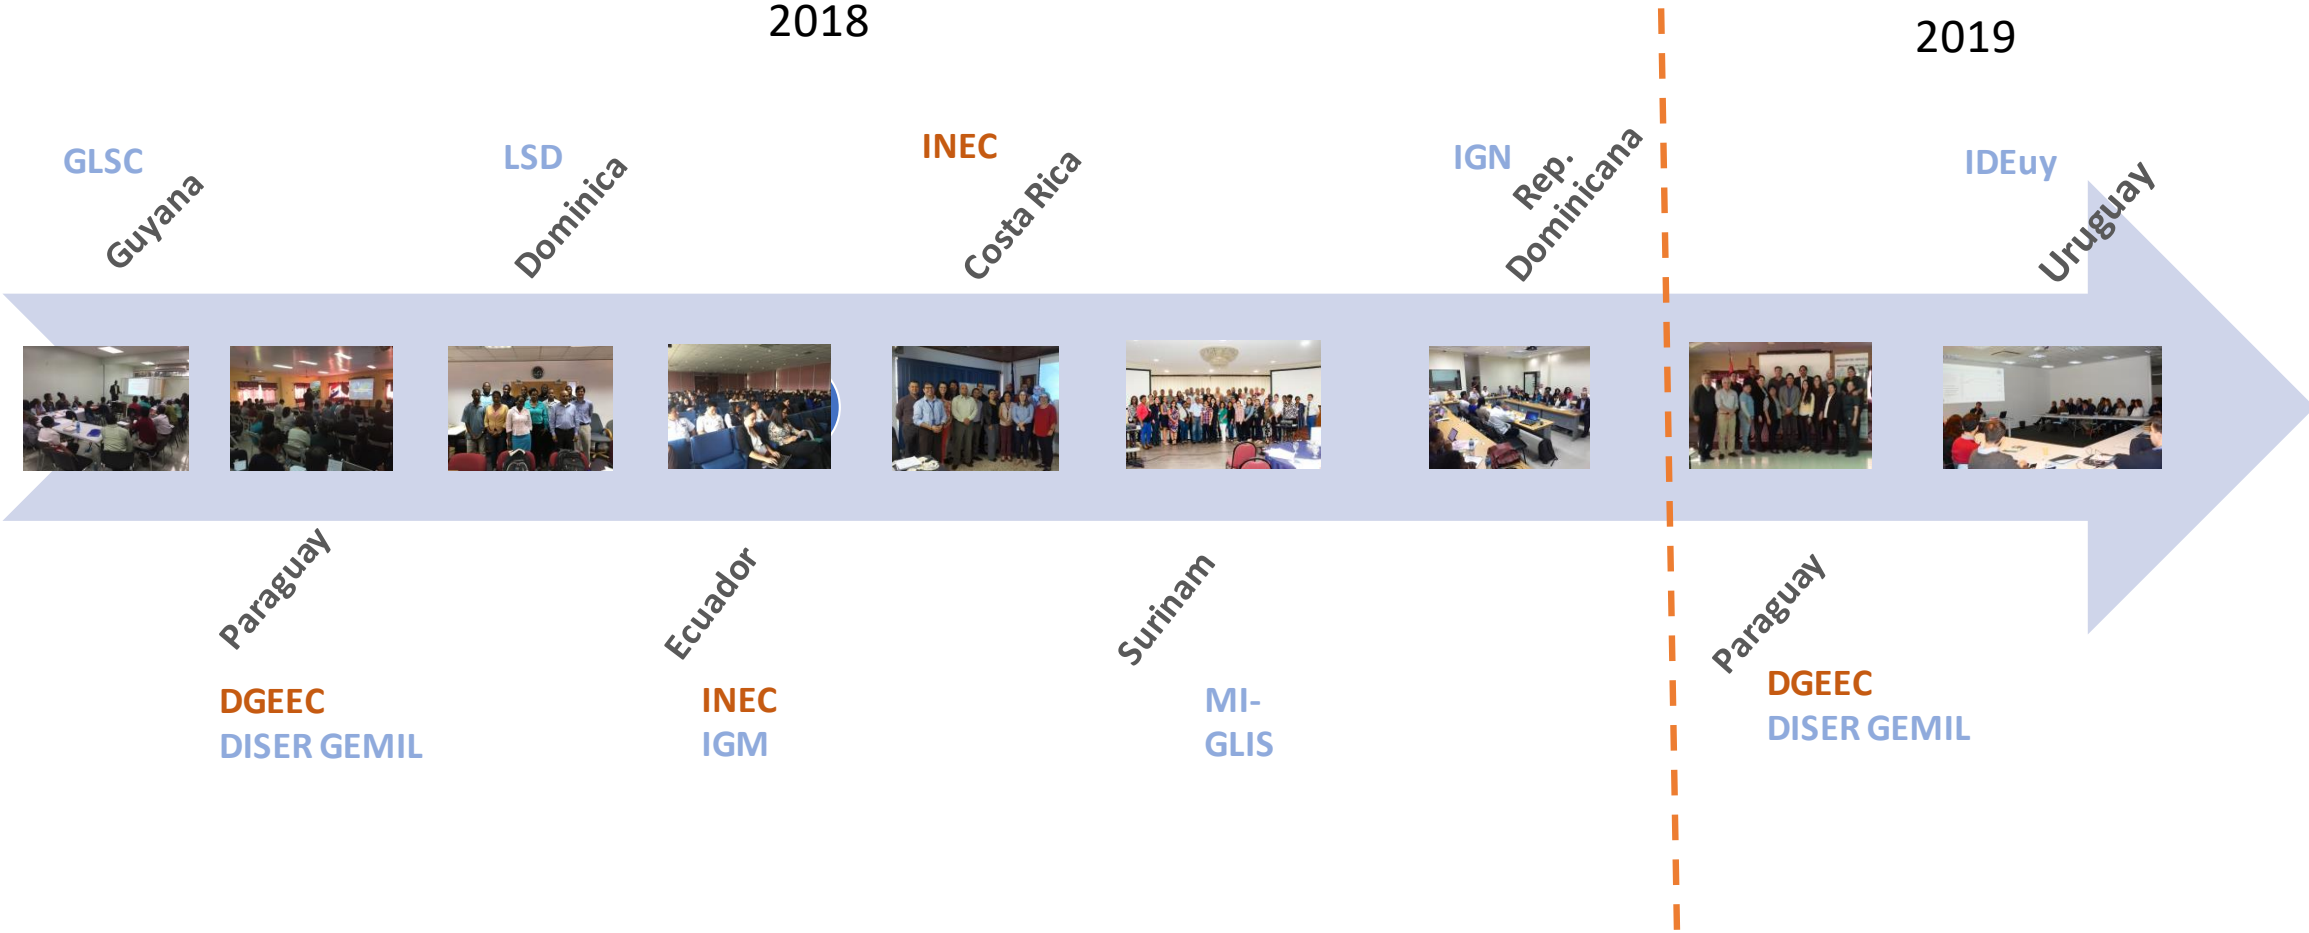 2018
2019
GLSC
Guyana
LSD
Dominica
INEC
Costa Rica
IGN
Rep.
Dominicana
IDEuy
Uruguay
Paraguay
DGEEC
DISER GEMIL
Ecuador
INEC
IGM
Surinam
MI-
GLIS
Paraguay
DGEEC
DISER GEMIL